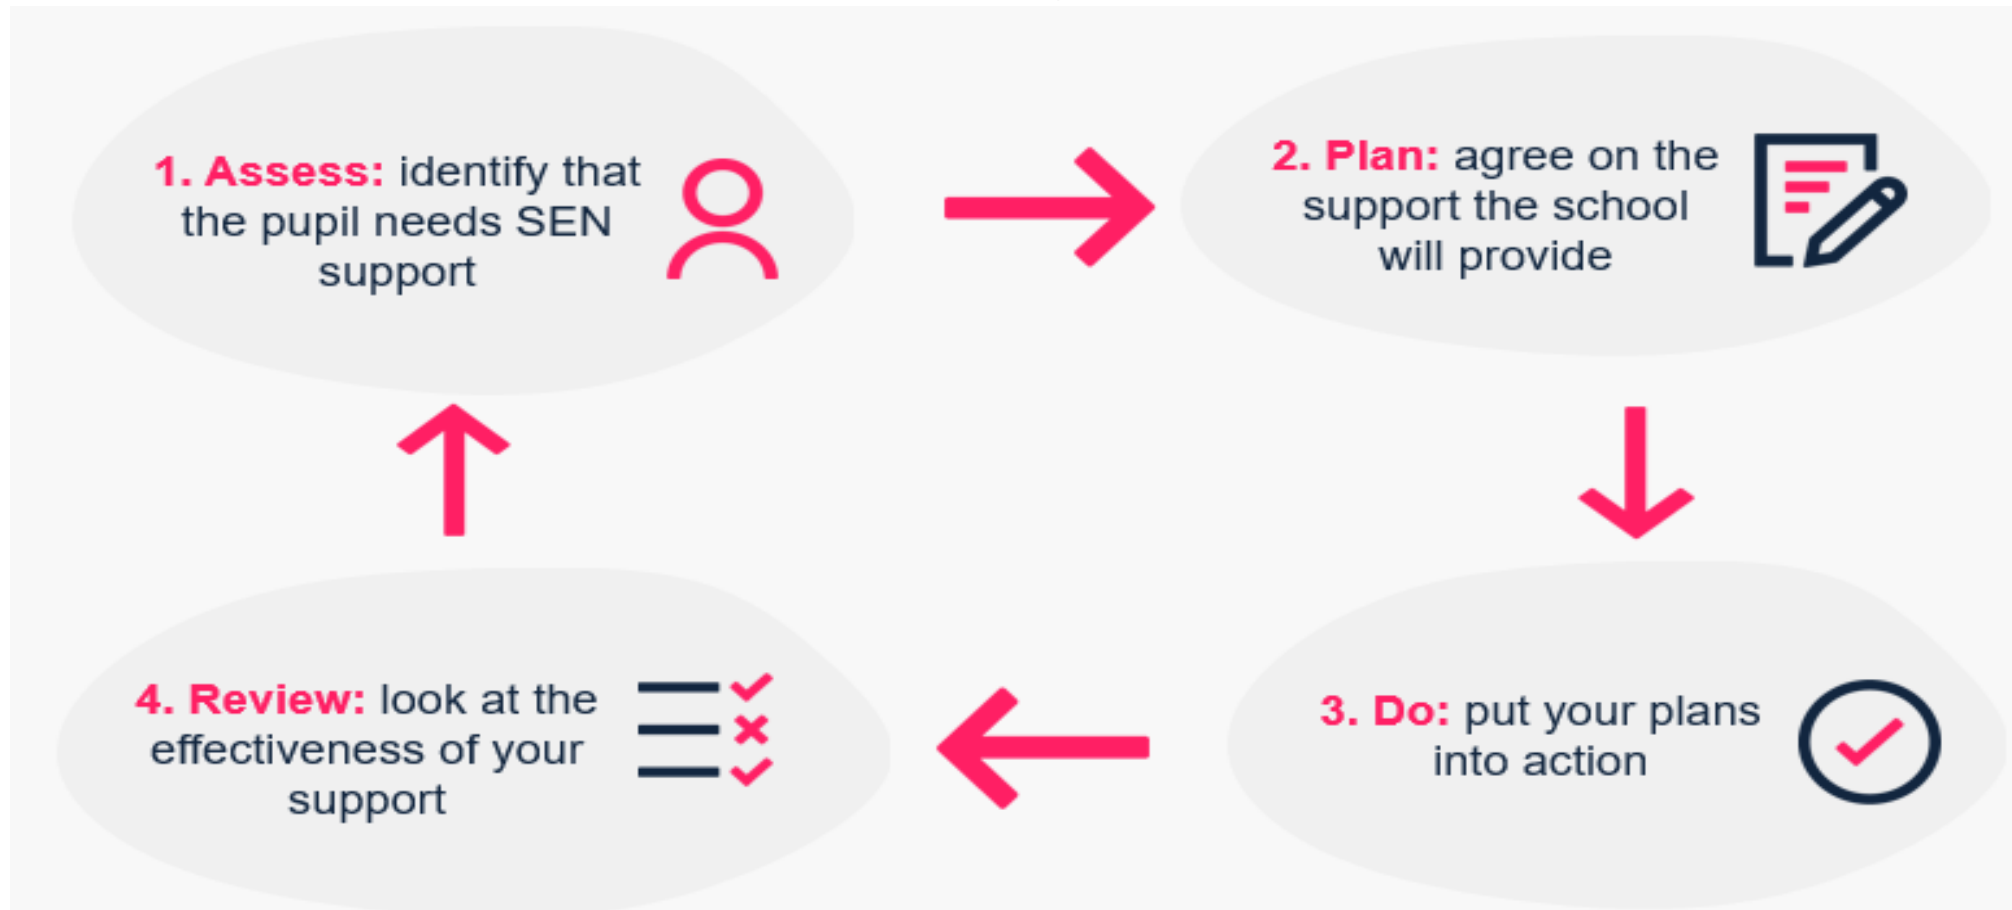 1. Assess: identify that
the pupil needs SEN
support
2. Plan: agree on the
support the school
will provide
3. Do: put your plans
into action
4. Review: look at the
effectiveness of your
support